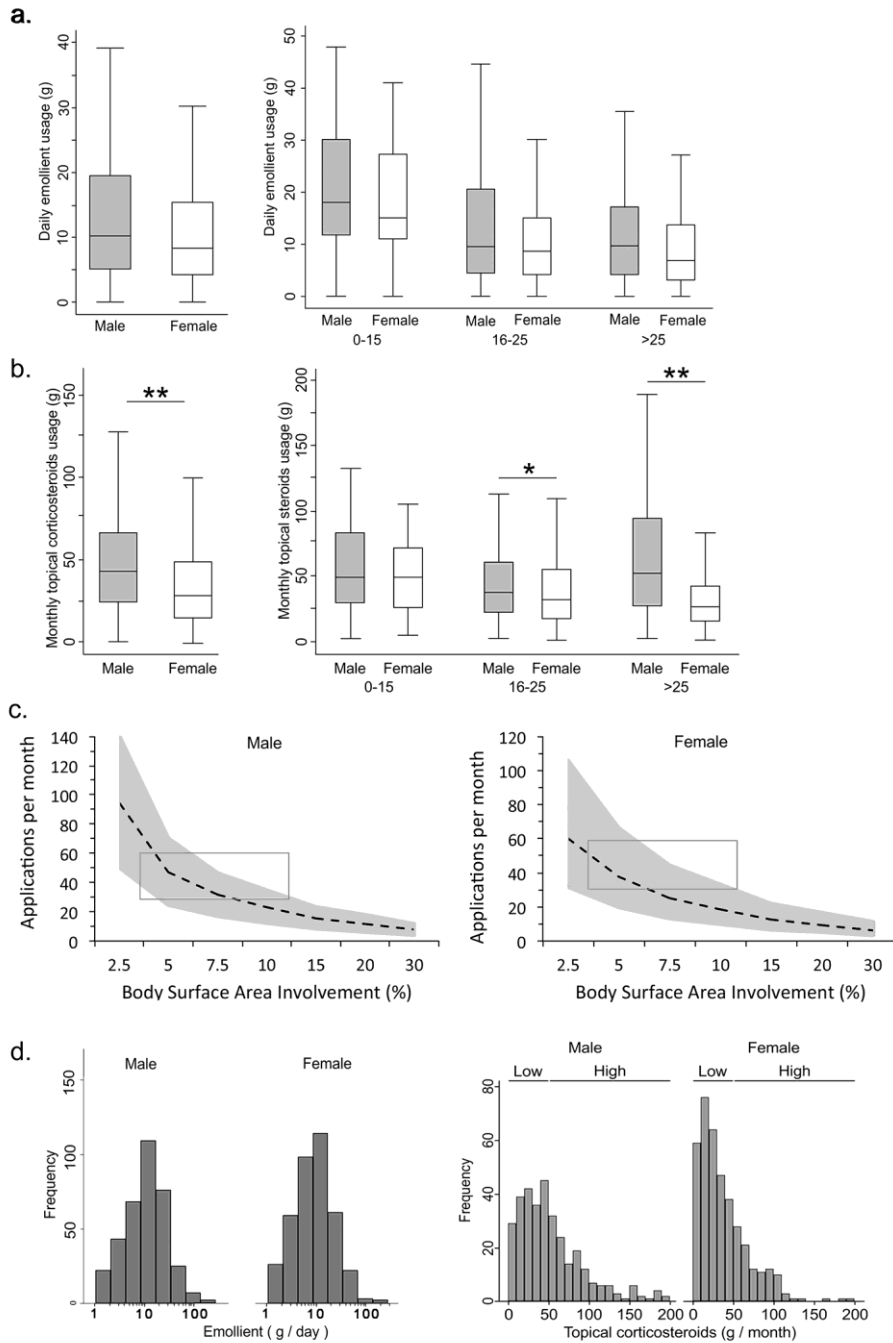 a.
Daily emollient usage (g)
0 10 20 30 40
Male Female
Daily emollient usage (g)
0 10 20 30 40 50
Male Female Male Female Male Female
0-15 16-25 >25
b.
Monthly topical corticosteroids usage (g)
0 50 100 150
**
Male Female
Monthly topical steroids usage (g)
0 50 100 150 200
* **
Male Female Male Female Male Female
0-15 16-25 >25
c.
Male
Applications per month
140
120
100
80
60
40
20
0
2.5 5 7.5 10 15 20 30
Body Surface Area Involvement (%)
Female
Applications per month
120
100
80
60
40
20
0
2.5 5 7.5 10 15 20 30
Body Surface Area Involvement (%)
d.
Male Female
Frequency
0 50 100 150
1 10 100 1 10 100
Emollient ( g / day )
Male Female
Low High Low High
Frequency
0 20 40 60 80
0 50 100 150 200 0 50 100 150 200
Topical corticosteroids (g / month)